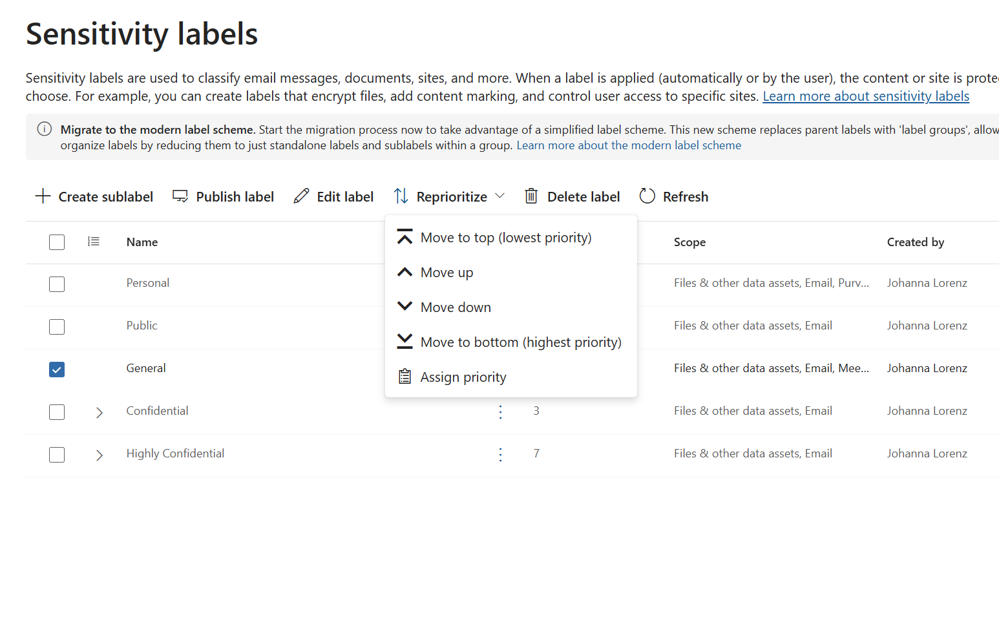 Sensitivity labels
Sensitivity labels are used to classify email messages, documents, sites, and more. When a label is applied (automatically or by the user), the content or site is prote
choose. For example, you can create labels that encrypt files, add content marking, and control user access to specific sites. Learn more about sensitivity labels
Migrate to the modern label scheme. Start the migration process now to take advantage of a simplified label scheme. This new scheme replaces parent labels with 'label groups', allow
organize labels by reducing them to just standalone labels and sublabels within a group. Learn more about the modern label scheme
Create sublabel Publish label Edit label Reprioritize Delete label Refresh
Move to top (lowest priority)
Move up
Move down
Move to bottom (highest priority)
Assign priority
Name Scope Created by
Personal Files & other data assets, Email, Purv... Johanna Lorenz
Public Files & other data assets, Email Johanna Lorenz
General Files & other data assets, Email, Mee... Johanna Lorenz
Confidential 3 Files & other data assets, Email Johanna Lorenz
Highly Confidential 7 Files & other data assets, Email Johanna Lorenz